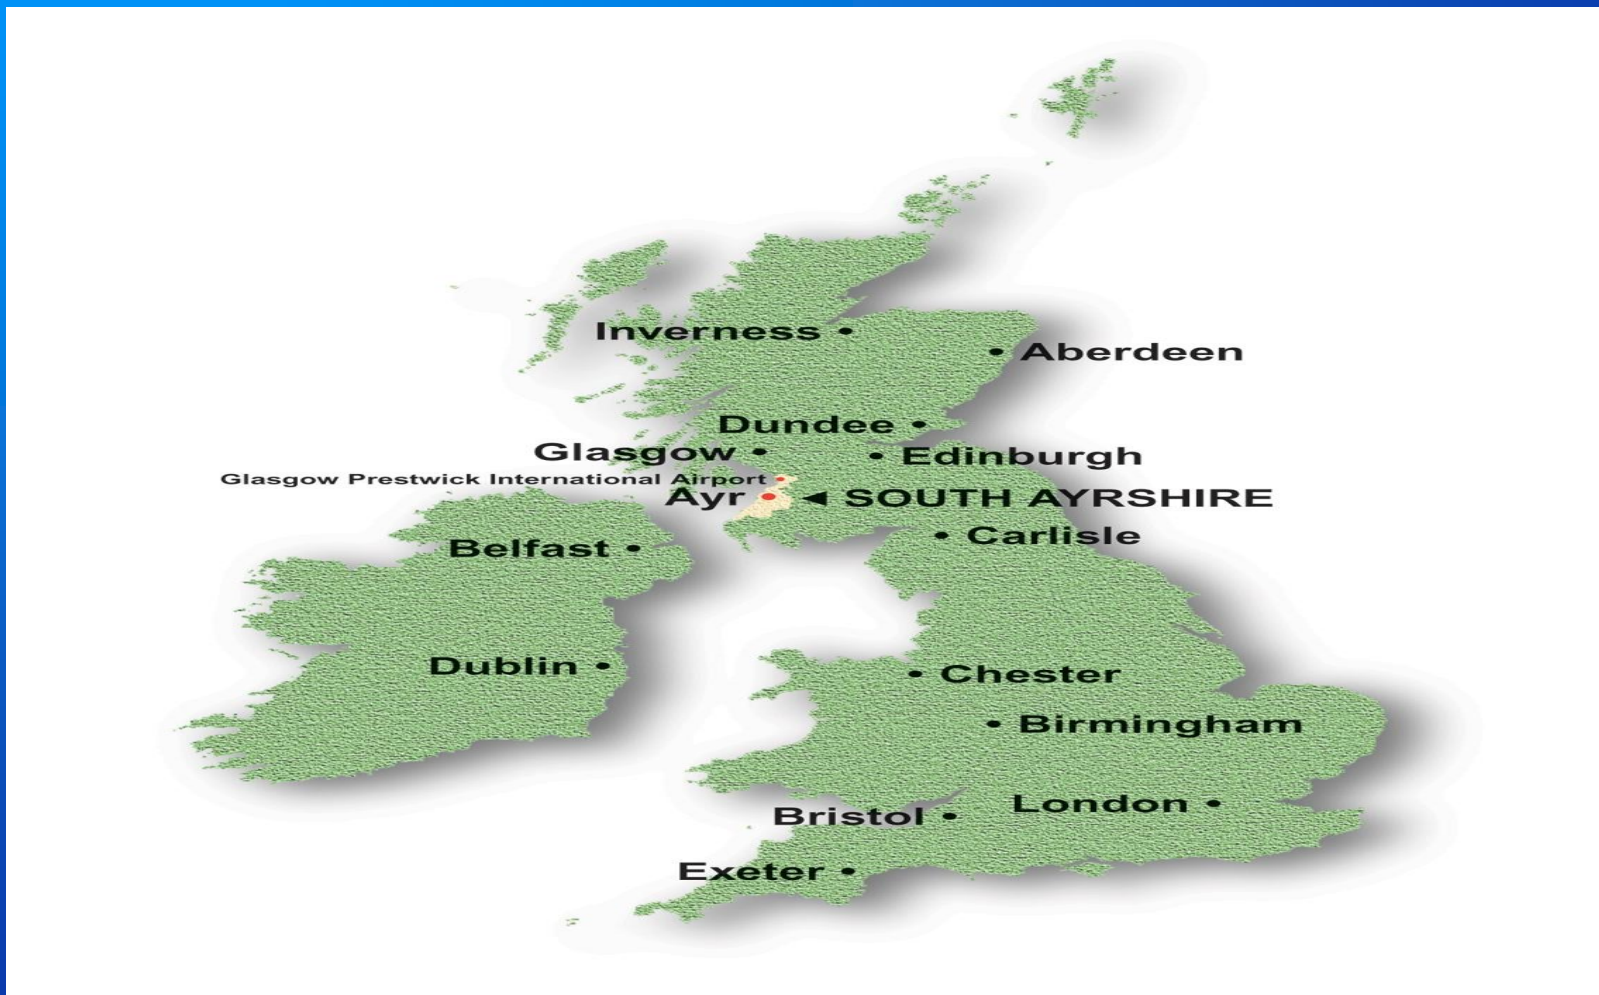 Inverness
Aberdeen
Dundee
Glasgow
Edinburgh
Glasgow Prestwick International Airport
Ayr
SOUTH AYRSHIRE
Carlisle
Belfast
Dublin
Chester
Birmingham
London
Bristol
Exeter